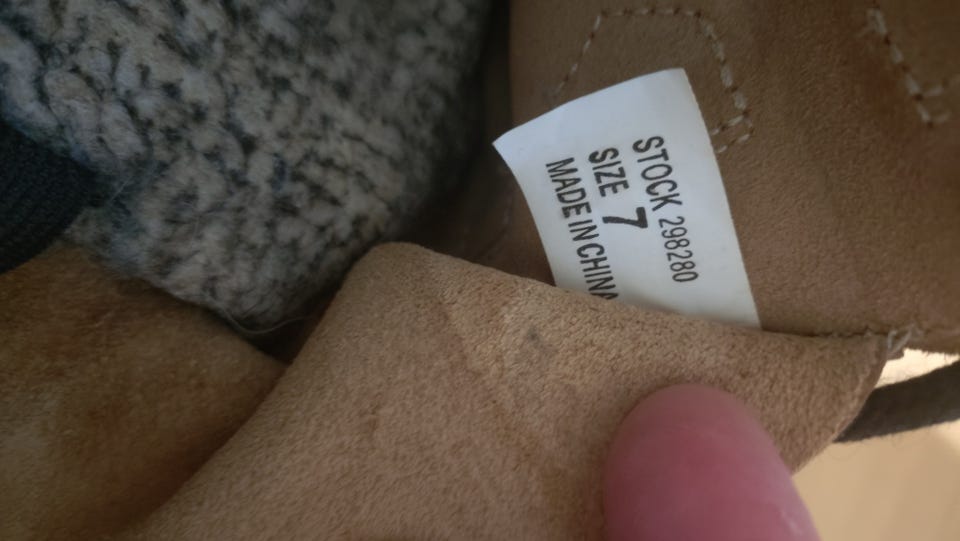 STOCK 298280
SIZE 7
MADE IN CHINA